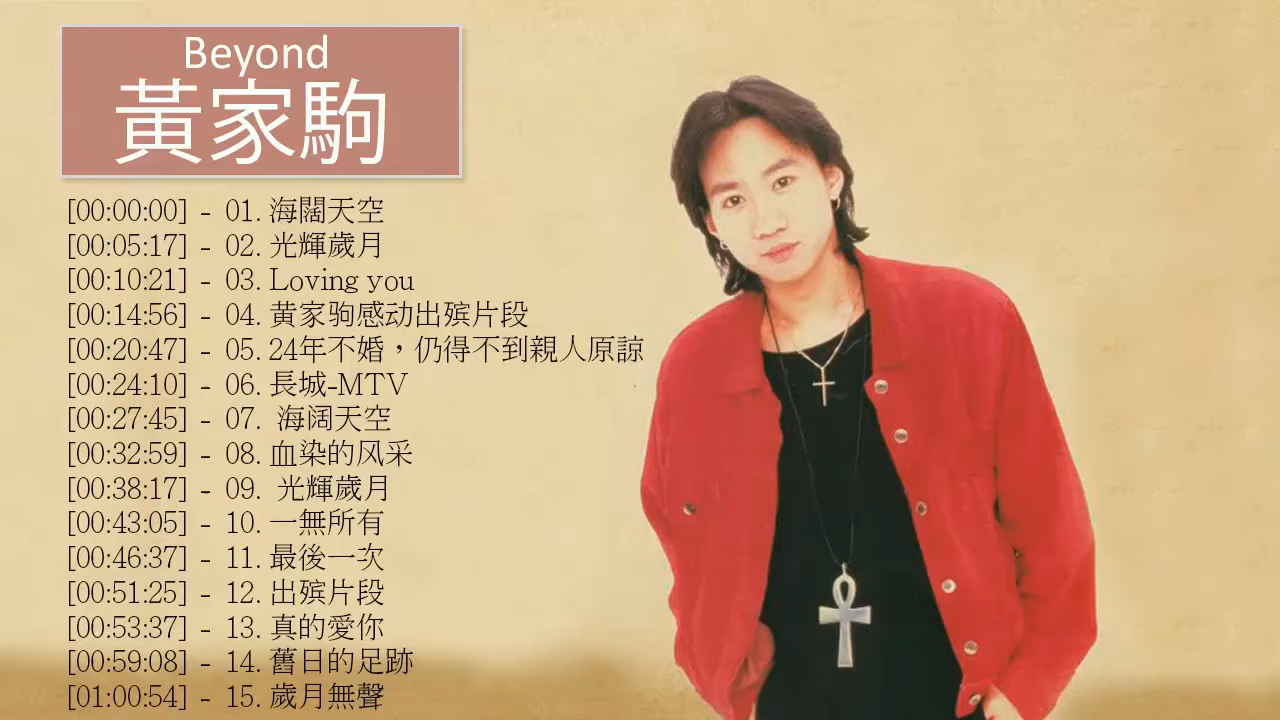 Beyond
黃家駒
[00:00:00] - 01. 海闊天空
[00:05:17] - 02. 光輝歲月
[00:10:21] - 03. Loving you
[00:14:56] - 04. 黄家驹感动出殡片段
[00:20:47] - 05. 24年不婚，仍得不到親人原諒
[00:24:10] - 06. 長城-MTV
[00:27:45] - 07. 海阔天空
[00:32:59] - 08. 血染的风采
[00:38:17] - 09. 光輝歲月
[00:43:05] - 10. 一無所有
[00:46:37] - 11. 最後一次
[00:51:25] - 12. 出殡片段
[00:53:37] - 13. 真的愛你
[00:59:08] - 14. 舊日的足跡
[01:00:54] - 15. 歲月無聲